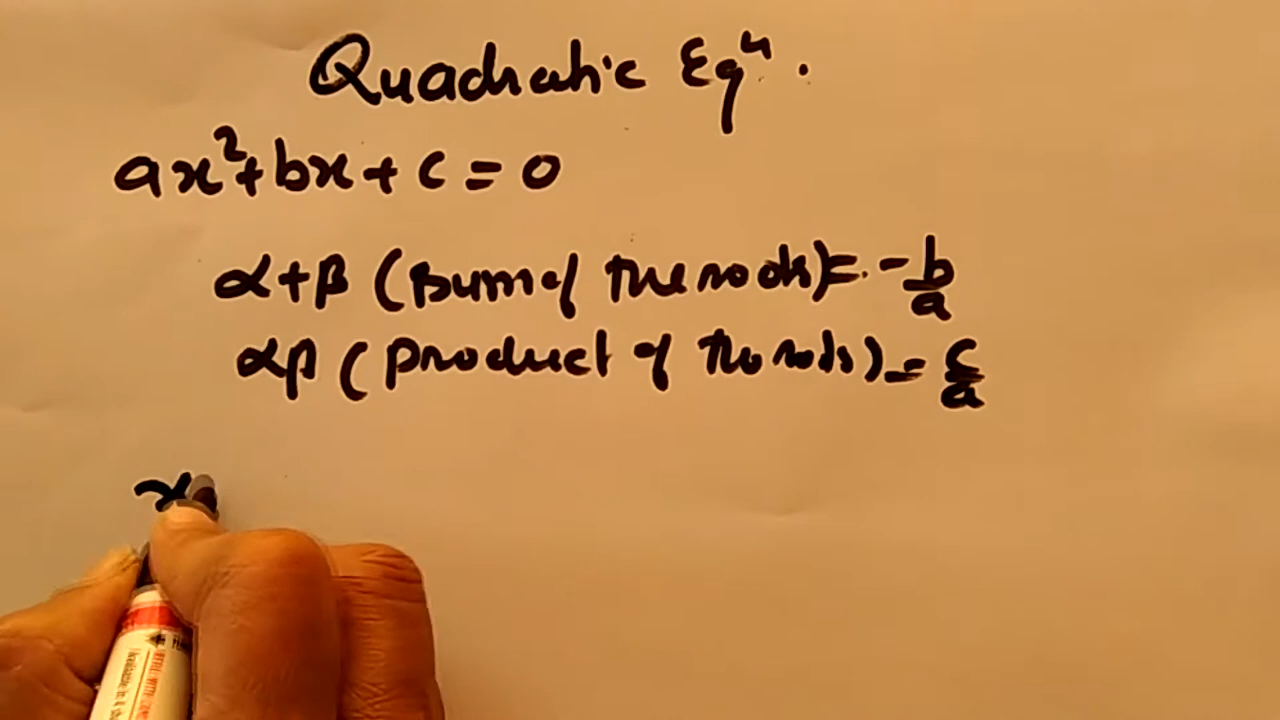 Quadratic Eqⁿ.
ax²+bx+c=0
α+β (Sum of the roots)=-b/a
αβ (product of the roots)=c/a
x